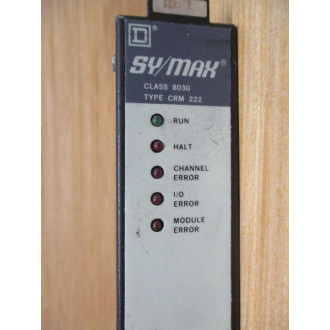 D
SY/MAX®
CLASS 8030
TYPE CRM 222
RUN
HALT
CHANNEL
ERROR
I/O
ERROR
MODULE
ERROR